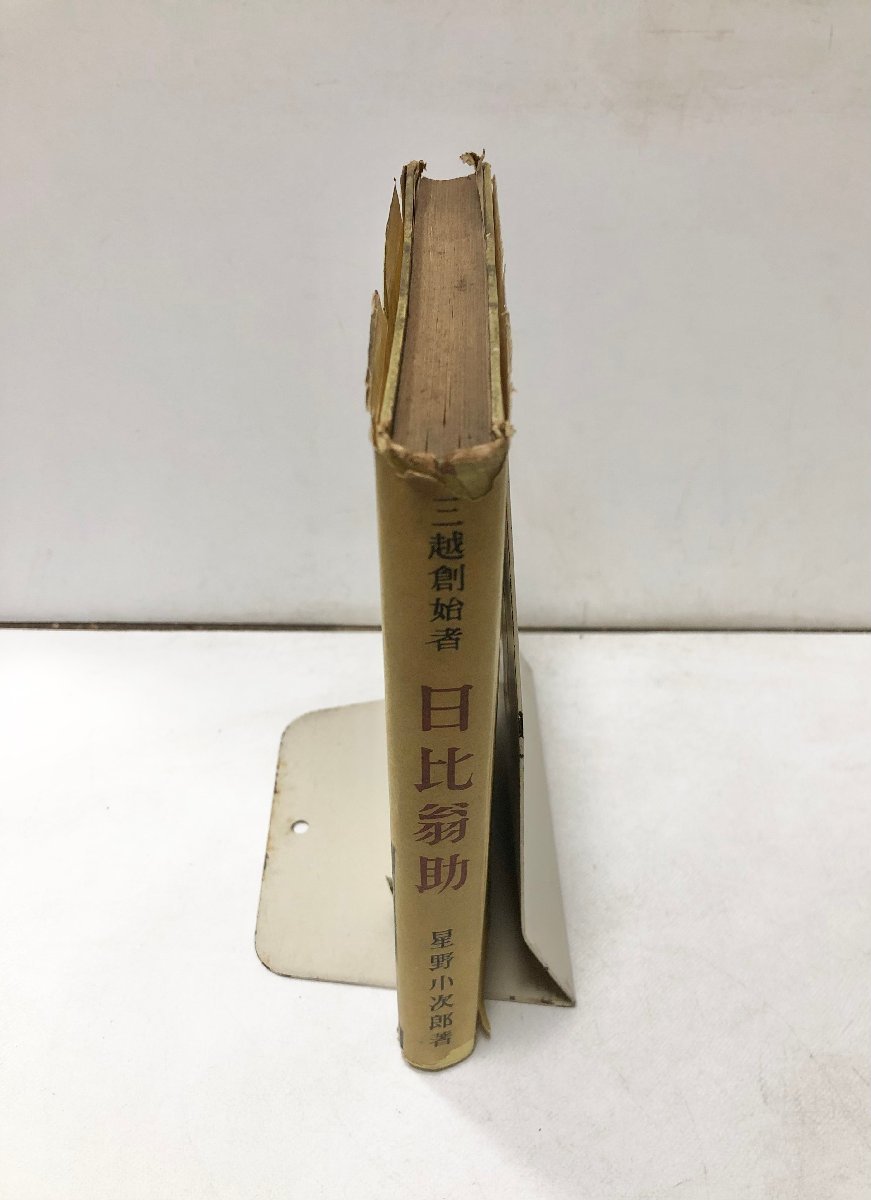 三越創始者
日比翁助
星野小次郎著